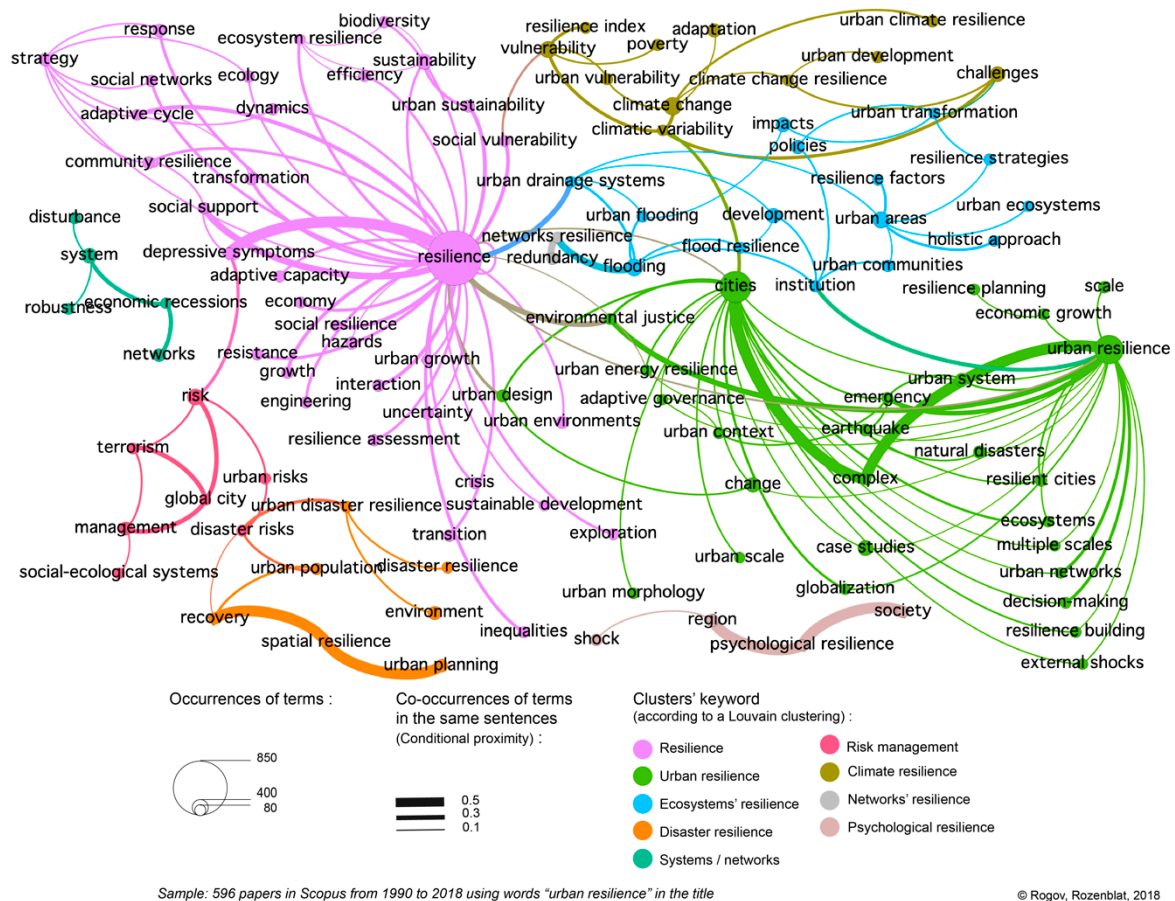 biodiversity
resilience index
adaptation
urban climate resilience
response
ecosystem resilience
vulnerability
poverty
strategy
sustainability
urban development
social networks
ecology
efficiency
urban vulnerability
climate change resilience
challenges
adaptive cycle
dynamics
urban sustainability
climate change
urban transformation
social vulnerability
climatic variability
impacts
policies
community resilience
transformation
urban drainage systems
resilience strategies
resilience factors
disturbance
social support
urban flooding
development
urban areas
urban ecosystems
system
depressive symptoms
networks resilience
flood resilience
holistic approach
resilience
redundancy
flooding
urban communities
adaptive capacity
cities
institution
resilience planning
scale
robustness
economic recessions
economy
environmental justice
economic growth
social resilience
networks
resistance
hazards
urban growth
urban energy resilience
urban resilience
growth
interaction
urban system
risk
engineering
uncertainty
urban design
adaptive governance
emergency
urban environments
urban context
earthquake
terrorism
resilience assessment
natural disasters
urban risks
crisis
change
complex
resilient cities
global city
urban disaster resilience
sustainable development
management
disaster risks
transition
exploration
ecosystems
case studies
multiple scales
social-ecological systems
urban population
disaster resilience
urban scale
urban networks
urban morphology
globalization
decision-making
recovery
environment
region
society
inequalities
shock
psychological resilience
resilience building
spatial resilience
urban planning
external shocks
Occurrences of terms :
850
400
80
Co-occurrences of terms
in the same sentences
(Conditional proximity) :
0.5
0.3
0.1
Clusters' keyword
(according to a Louvain clustering) :
Resilience
Urban resilience
Ecosystems' resilience
Disaster resilience
Systems / networks
Risk management
Climate resilience
Networks' resilience
Psychological resilience
Sample: 596 papers in Scopus from 1990 to 2018 using words “urban resilience” in the title
© Rogov, Rozenblat, 2018